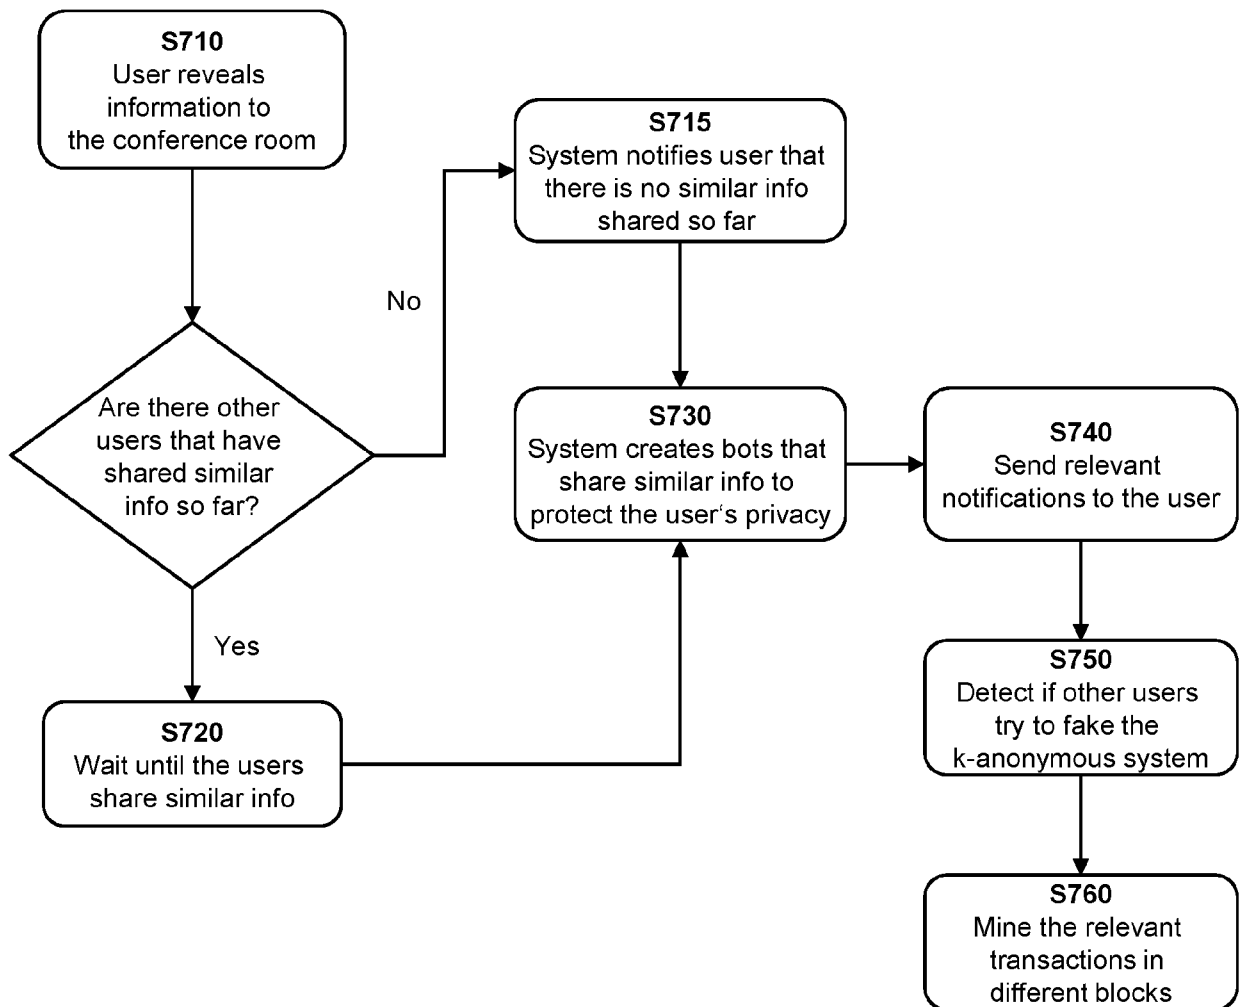 S710
User reveals
information to
the conference room
Are there other
users that have
shared similar
info so far?
No
Yes
S720
Wait until the users
share similar info
S715
System notifies user that
there is no similar info
shared so far
S730
System creates bots that
share similar info to
protect the user‘s privacy
S740
Send relevant
notifications to the user
S750
Detect if other users
try to fake the
k-anonymous system
S760
Mine the relevant
transactions in
different blocks